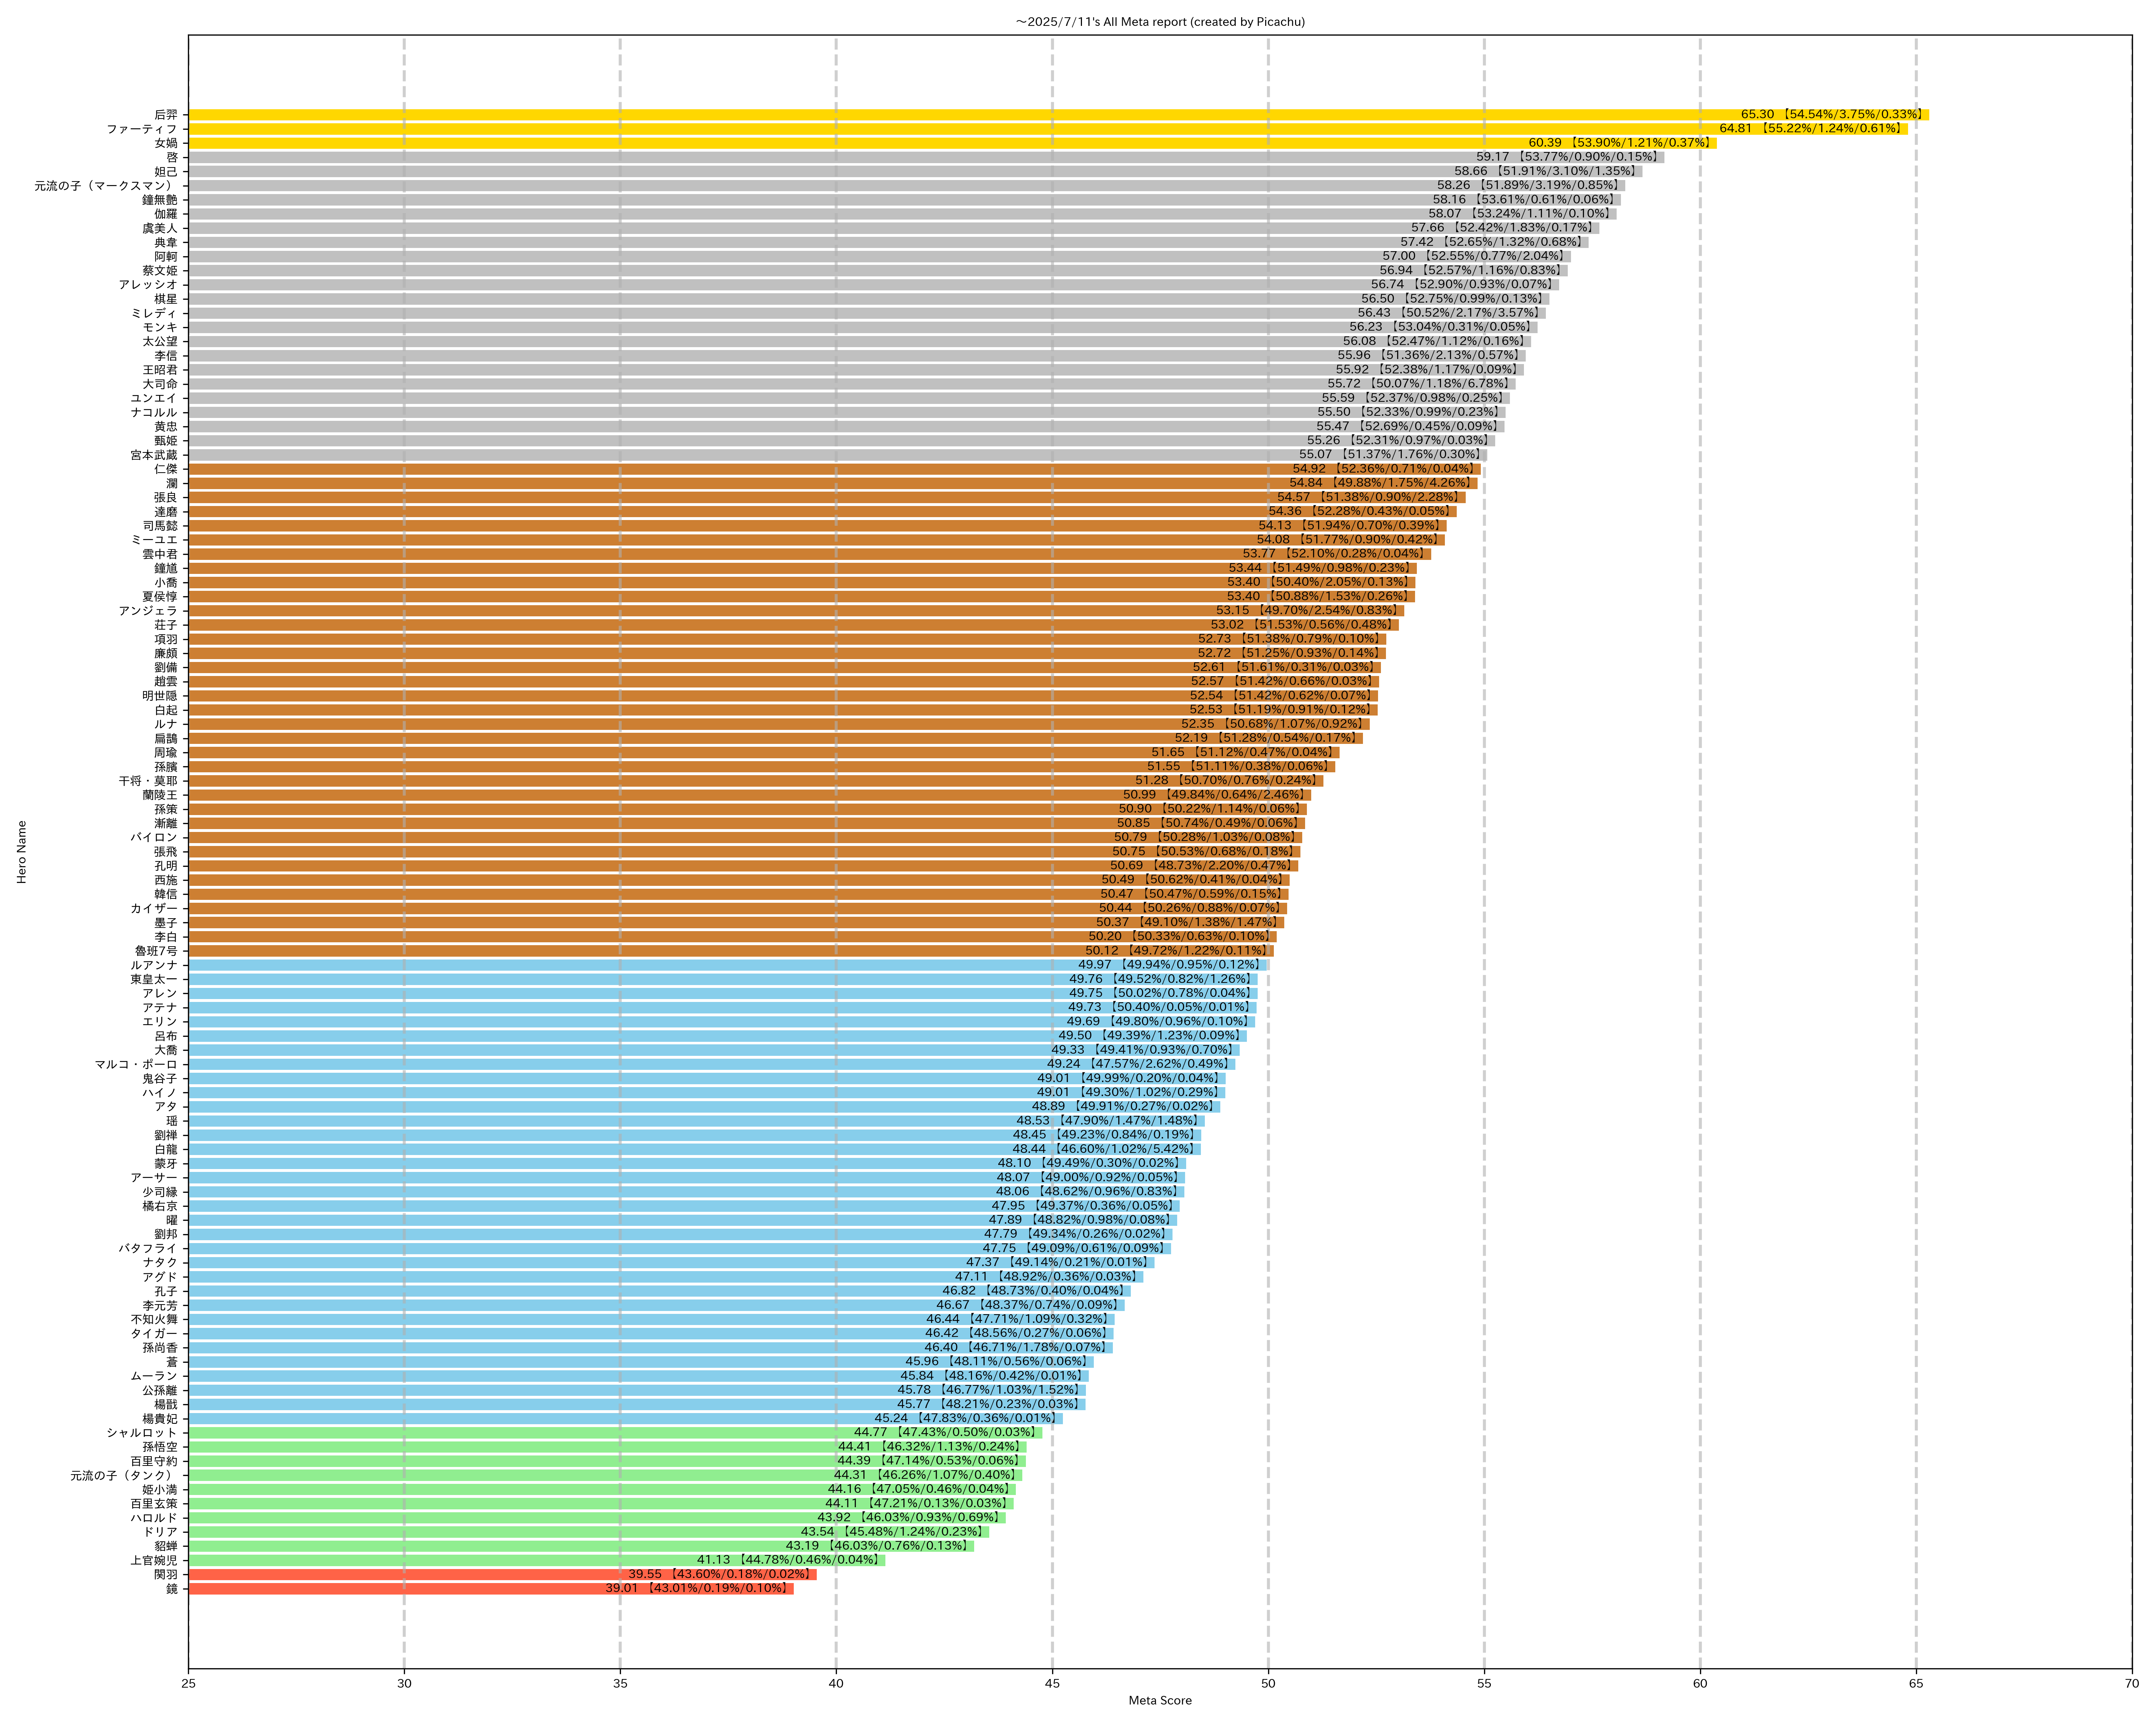 ～2025/7/11's All Meta report (created by Picachu)
Hero Name
后羿 65.30 【54.54%/3.75%/0.33%】
ファーティフ 64.81 【55.22%/1.24%/0.61%】
女媧 60.39 【53.90%/1.21%/0.37%】
啓 59.17 【53.77%/0.90%/0.15%】
妲己 58.66 【51.91%/3.10%/1.35%】
元流の子（マークスマン） 58.26 【51.89%/3.19%/0.85%】
鐘無艶 58.16 【53.61%/0.61%/0.06%】
伽羅 58.07 【53.24%/1.11%/0.10%】
虞美人 57.66 【52.42%/1.83%/0.17%】
典韋 57.42 【52.65%/1.32%/0.68%】
阿軻 57.00 【52.55%/0.77%/2.04%】
蔡文姫 56.94 【52.57%/1.16%/0.83%】
アレッシオ 56.74 【52.90%/0.93%/0.07%】
棋星 56.50 【52.75%/0.99%/0.13%】
ミレディ 56.43 【50.52%/2.17%/3.57%】
モンキ 56.23 【53.04%/0.31%/0.05%】
太公望 56.08 【52.47%/1.12%/0.16%】
李信 55.96 【51.36%/2.13%/0.57%】
王昭君 55.92 【52.38%/1.17%/0.09%】
大司命 55.72 【50.07%/1.18%/6.78%】
ユンエイ 55.59 【52.37%/0.98%/0.25%】
ナコルル 55.50 【52.33%/0.99%/0.23%】
黄忠 55.47 【52.69%/0.45%/0.09%】
甄姫 55.26 【52.31%/0.97%/0.03%】
宮本武蔵 55.07 【51.37%/1.76%/0.30%】
仁傑 54.92 【52.36%/0.71%/0.04%】
瀾 54.84 【49.88%/1.75%/4.26%】
張良 54.57 【51.38%/0.90%/2.28%】
達磨 54.36 【52.28%/0.43%/0.05%】
司馬懿 54.13 【51.94%/0.70%/0.39%】
ミーユエ 54.08 【51.77%/0.90%/0.42%】
雲中君 53.77 【52.10%/0.28%/0.04%】
鐘馗 53.44 【51.49%/0.98%/0.23%】
小喬 53.40 【50.40%/2.05%/0.13%】
夏侯惇 53.40 【50.88%/1.53%/0.26%】
アンジェラ 53.15 【49.70%/2.54%/0.83%】
荘子 53.02 【51.53%/0.56%/0.48%】
項羽 52.73 【51.38%/0.79%/0.10%】
廉頗 52.72 【51.25%/0.93%/0.14%】
劉備 52.61 【51.61%/0.31%/0.03%】
趙雲 52.57 【51.42%/0.66%/0.03%】
明世隠 52.54 【51.42%/0.62%/0.07%】
白起 52.53 【51.19%/0.91%/0.12%】
ルナ 52.35 【50.68%/1.07%/0.92%】
扁鵲 52.19 【51.28%/0.54%/0.17%】
周瑜 51.65 【51.12%/0.47%/0.04%】
孫臏 51.55 【51.11%/0.38%/0.06%】
干将・莫耶 51.28 【50.70%/0.76%/0.24%】
蘭陵王 50.99 【49.84%/0.64%/2.46%】
孫策 50.90 【50.22%/1.14%/0.06%】
漸離 50.85 【50.74%/0.49%/0.06%】
バイロン 50.79 【50.28%/1.03%/0.08%】
張飛 50.75 【50.53%/0.68%/0.18%】
孔明 50.69 【48.73%/2.20%/0.47%】
西施 50.49 【50.62%/0.41%/0.04%】
韓信 50.47 【50.47%/0.59%/0.15%】
カイザー 50.44 【50.26%/0.88%/0.07%】
墨子 50.37 【49.10%/1.38%/1.47%】
李白 50.20 【50.33%/0.63%/0.10%】
魯班7号 50.12 【49.72%/1.22%/0.11%】
ルアンナ 49.97 【49.94%/0.95%/0.12%】
東皇太一 49.76 【49.52%/0.82%/1.26%】
アレン 49.75 【50.02%/0.78%/0.04%】
アテナ 49.73 【50.40%/0.05%/0.01%】
エリン 49.69 【49.80%/0.96%/0.10%】
呂布 49.50 【49.39%/1.23%/0.09%】
大喬 49.33 【49.41%/0.93%/0.70%】
マルコ・ポーロ 49.24 【47.57%/2.62%/0.49%】
鬼谷子 49.01 【49.99%/0.20%/0.04%】
ハイノ 49.01 【49.30%/1.02%/0.29%】
アタ 48.89 【49.91%/0.27%/0.02%】
瑶 48.53 【47.90%/1.47%/1.48%】
劉禅 48.45 【49.23%/0.84%/0.19%】
白龍 48.44 【46.60%/1.02%/5.42%】
蒙牙 48.10 【49.49%/0.30%/0.02%】
アーサー 48.07 【49.00%/0.92%/0.05%】
少司縁 48.06 【48.62%/0.96%/0.83%】
橘右京 47.95 【49.37%/0.36%/0.05%】
曜 47.89 【48.82%/0.98%/0.08%】
劉邦 47.79 【49.34%/0.26%/0.02%】
バタフライ 47.75 【49.09%/0.61%/0.09%】
ナタク 47.37 【49.14%/0.21%/0.01%】
アグド 47.11 【48.92%/0.36%/0.03%】
孔子 46.82 【48.73%/0.40%/0.04%】
李元芳 46.67 【48.37%/0.74%/0.09%】
不知火舞 46.44 【47.71%/1.09%/0.32%】
タイガー 46.42 【48.56%/0.27%/0.06%】
孫尚香 46.40 【46.71%/1.78%/0.07%】
蒼 45.96 【48.11%/0.56%/0.06%】
ムーラン 45.84 【48.16%/0.42%/0.01%】
公孫離 45.78 【46.77%/1.03%/1.52%】
楊戩 45.77 【48.21%/0.23%/0.03%】
楊貴妃 45.24 【47.83%/0.36%/0.01%】
シャルロット 44.77 【47.43%/0.50%/0.03%】
孫悟空 44.41 【46.32%/1.13%/0.24%】
百里守約 44.39 【47.14%/0.53%/0.06%】
元流の子（タンク） 44.31 【46.26%/1.07%/0.40%】
姫小満 44.16 【47.05%/0.46%/0.04%】
百里玄策 44.11 【47.21%/0.13%/0.03%】
ハロルド 43.92 【46.03%/0.93%/0.69%】
ドリア 43.54 【45.48%/1.24%/0.23%】
貂蝉 43.19 【46.03%/0.76%/0.13%】
上官婉児 41.13 【44.78%/0.46%/0.04%】
関羽 39.55 【43.60%/0.18%/0.02%】
鏡 39.01 【43.01%/0.19%/0.10%】
25 30 35 40 45 50 55 60 65 70
Meta Score